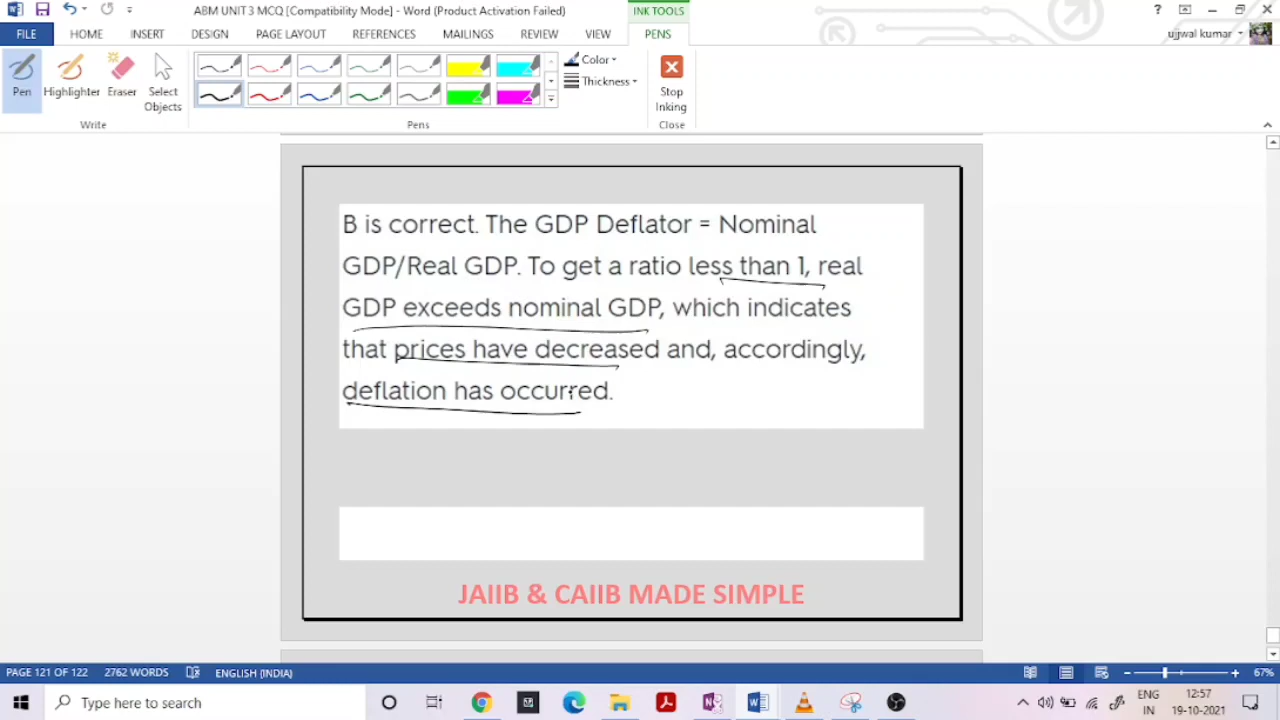 ABM UNIT 3 MCQ [Compatibility Mode] - Word (Product Activation Failed)
INK TOOLS
?
FILE
HOME
INSERT
DESIGN
PAGE LAYOUT
REFERENCES
MAILINGS
REVIEW
VIEW
PENS
ujjwal kumar
Pen
Highlighter
Eraser
Select
Objects
Color
Thickness
Stop
Inking
Write
Pens
Close
B is correct. The GDP Deflator = Nominal
GDP/Real GDP. To get a ratio less than 1, real
GDP exceeds nominal GDP, which indicates
that prices have decreased and, accordingly,
deflation has occurred.
JAIIB & CAIIB MADE SIMPLE
PAGE 121 OF 122
2762 WORDS
ENGLISH (INDIA)
67%
Type here to search
ENG
IN
12:57
19-10-2021